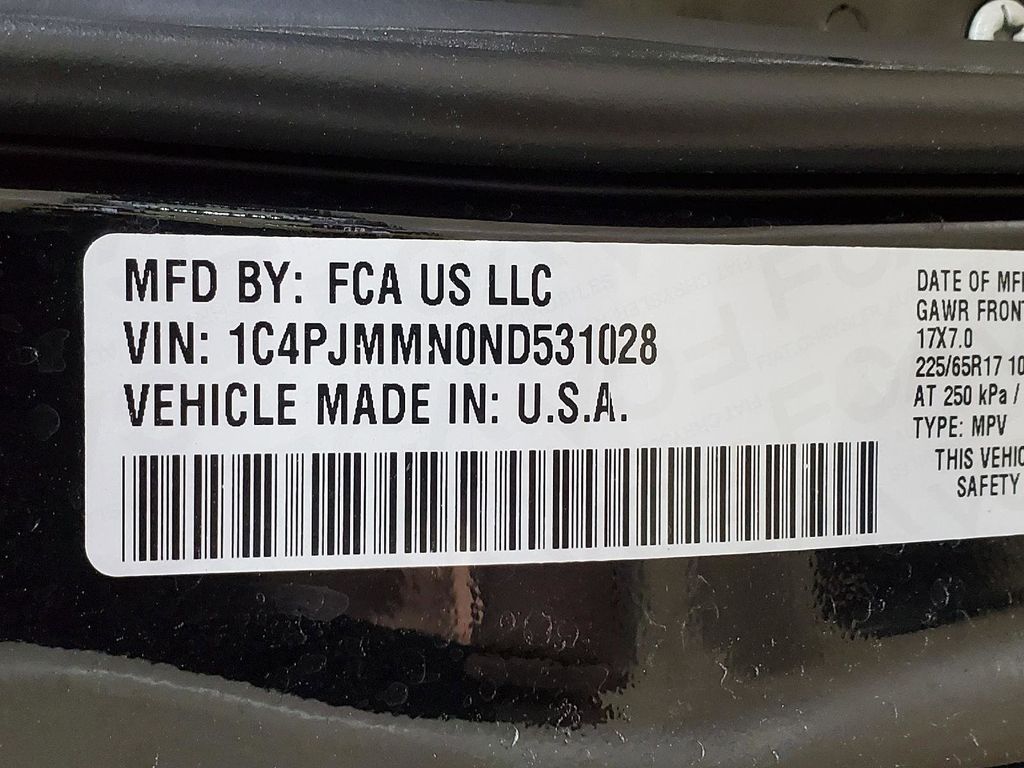 MFD BY: FCA US LLC
VIN: 1C4PJMMN0ND531028
VEHICLE MADE IN: U.S.A.
DATE OF MF
GAWR FRONT
17X7.0
225/65R17 10
AT 250 kPa /
TYPE: MPV
THIS VEHIC
SAFETY